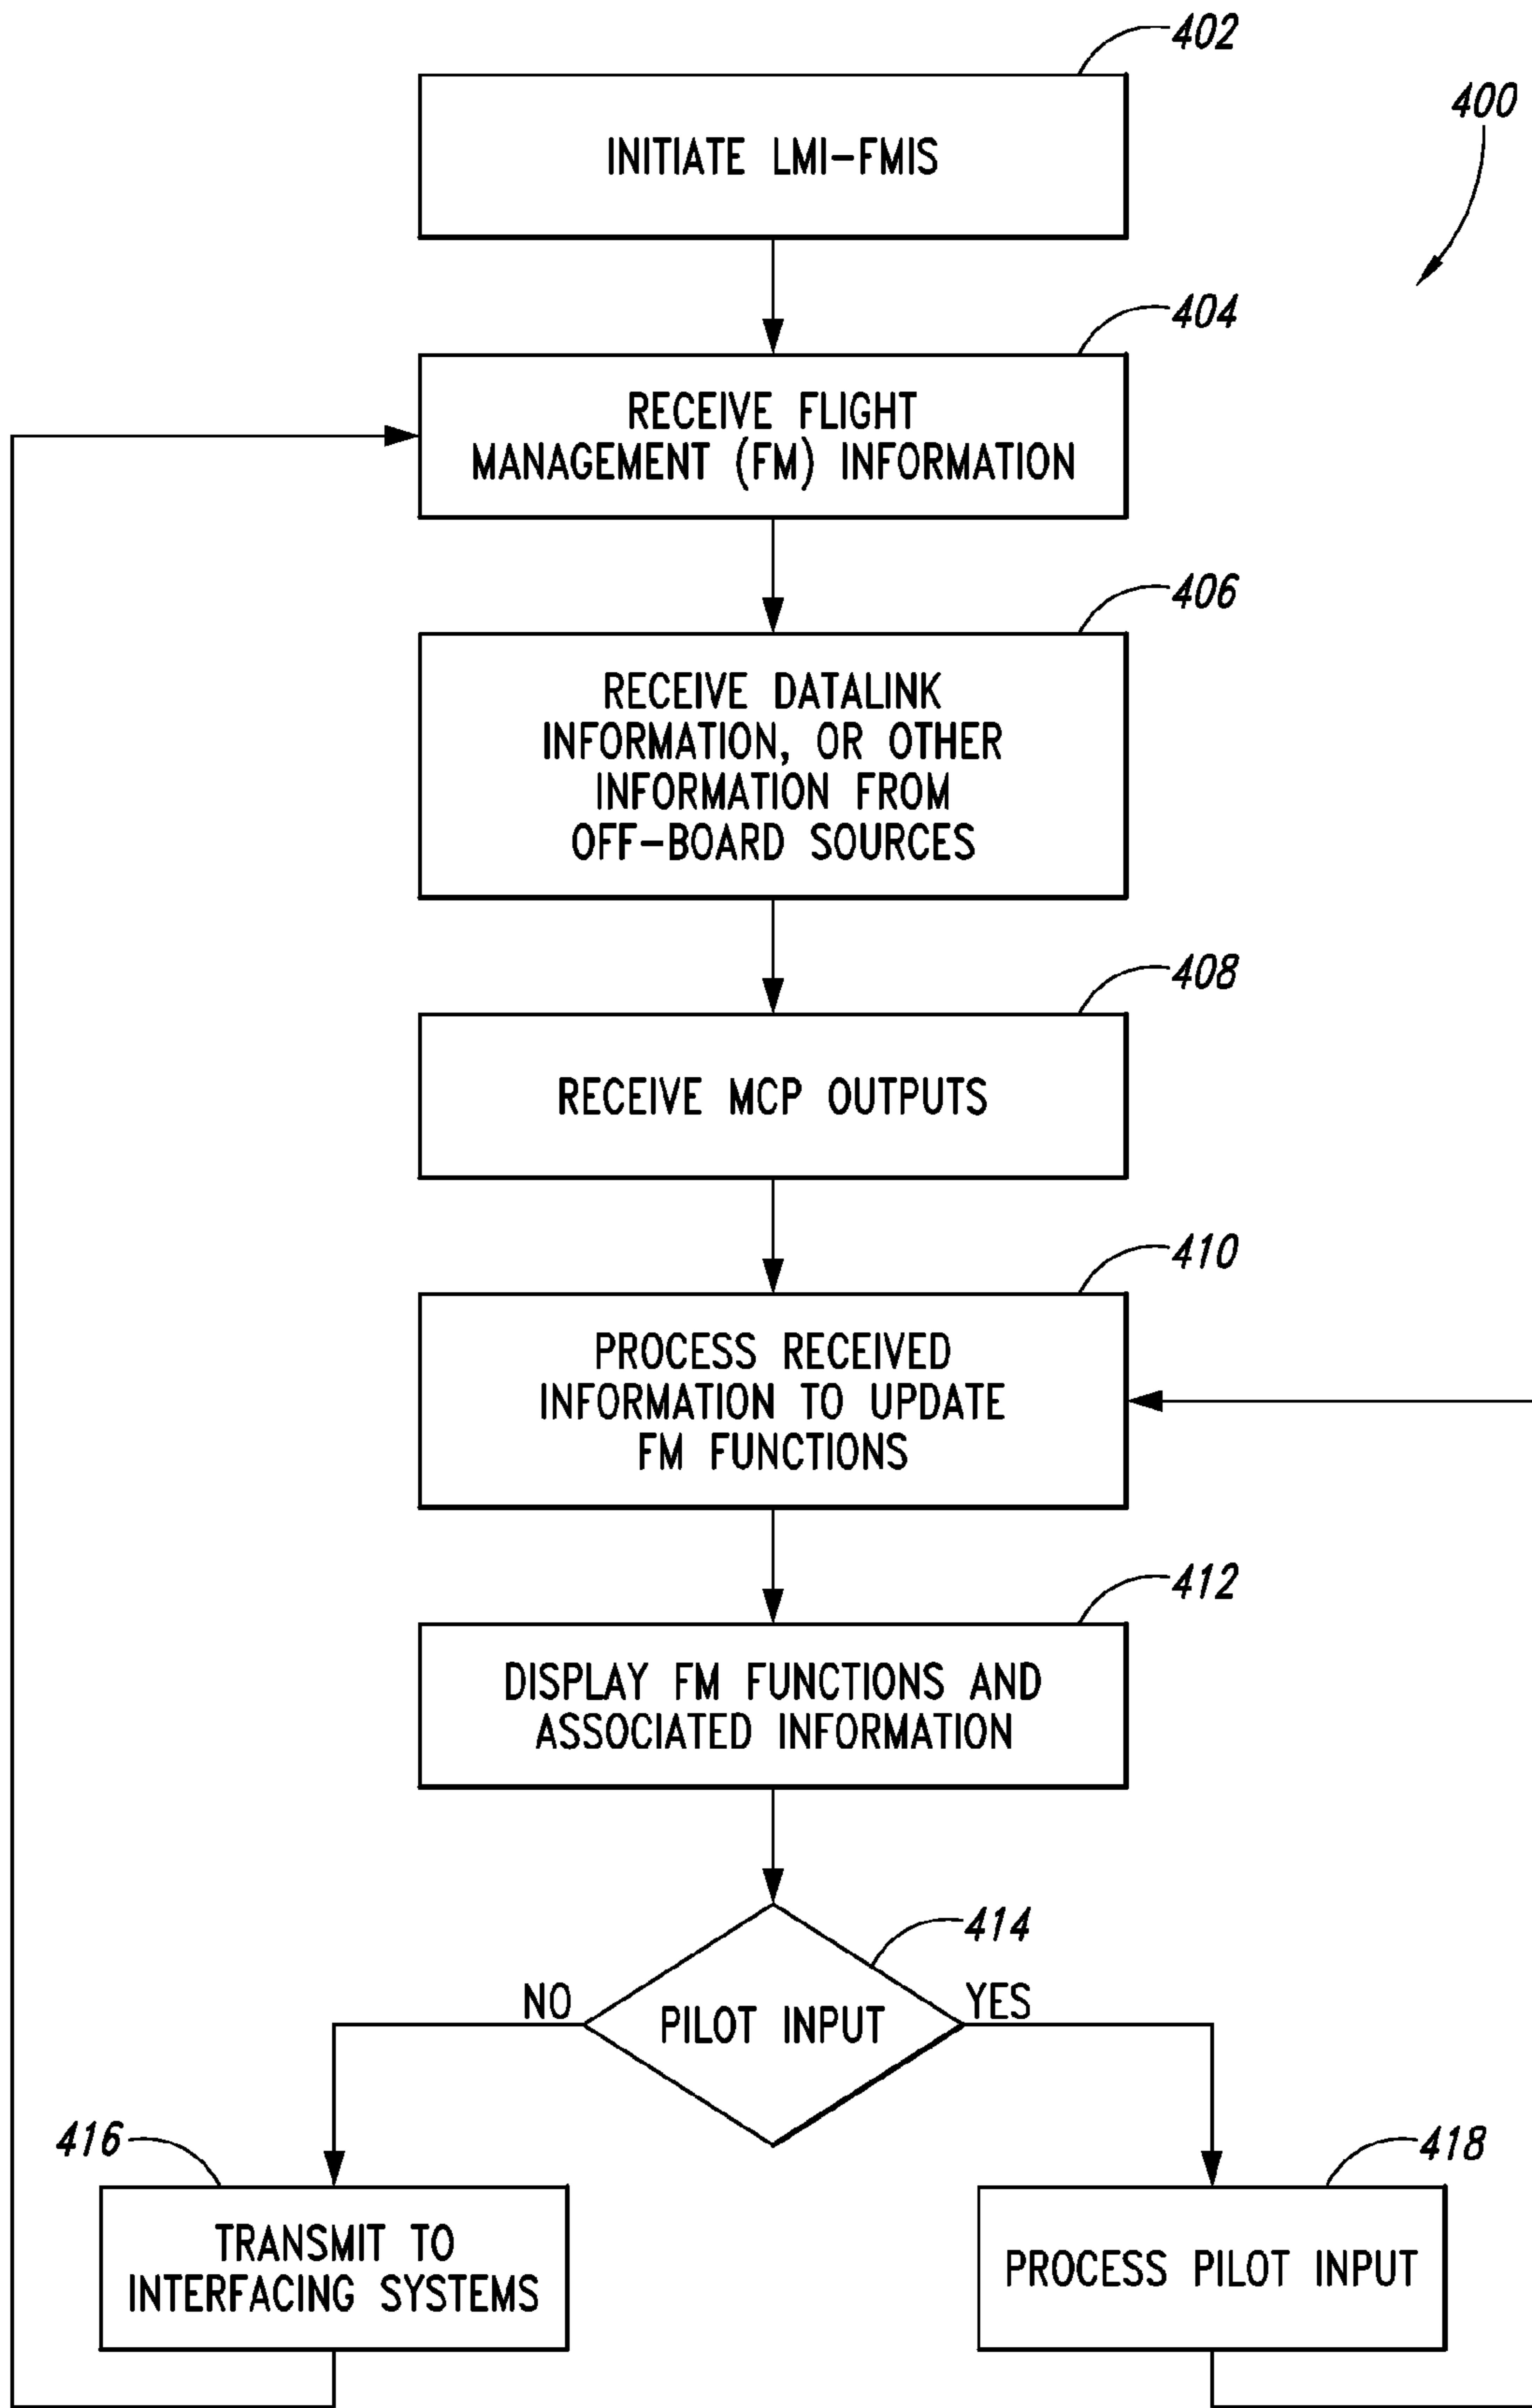 402
400
INITIATE LMI-FMIS
404
RECEIVE FLIGHT
MANAGEMENT (FM) INFORMATION
406
RECEIVE DATALINK
INFORMATION, OR OTHER
INFORMATION FROM
OFF-BOARD SOURCES
408
RECEIVE MCP OUTPUTS
410
PROCESS RECEIVED
INFORMATION TO UPDATE
FM FUNCTIONS
412
DISPLAY FM FUNCTIONS AND
ASSOCIATED INFORMATION
414
NO
YES
PILOT INPUT
416
418
TRANSMIT TO
INTERFACING SYSTEMS
PROCESS PILOT INPUT